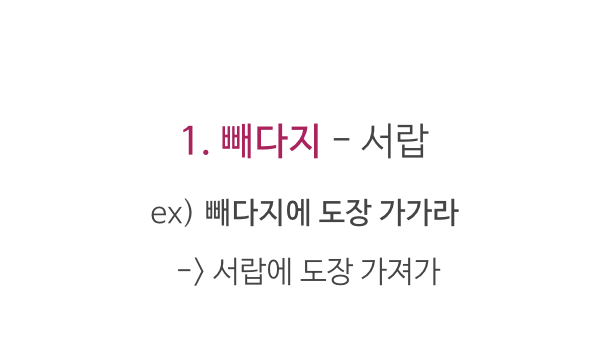 1. 빼다지 - 서랍
ex) 빼다지에 도장 가가라
-> 서랍에 도장 가져가